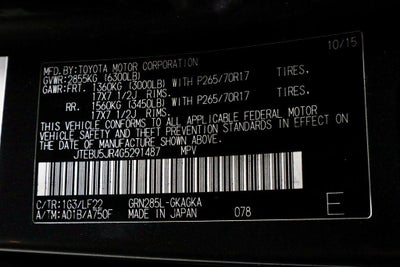 10/15
MFD. BY: TOYOTA MOTOR CORPORATION
GVWR: 2855KG (6300LB)
GAWR: FRT. 1360KG (3000LB) WITH P265/70R17 TIRES,
17X7 1/2J RIMS,
RR. 1560KG (3450LB) WITH P265/70R17 TIRES,
17X7 1/2J RIMS.
THIS VEHICLE CONFORMS TO ALL APPLICABLE FEDERAL MOTOR
VEHICLE SAFETY AND THEFT PREVENTION STANDARDS IN EFFECT ON
THE DATE OF MANUFACTURE SHOWN ABOVE.
JTEBU5JR4G5291487 MPV
C/TR: 1G3/LF22 GRN285L-GKAGKA
A/TM: A01B/A750F MADE IN JAPAN 078 E